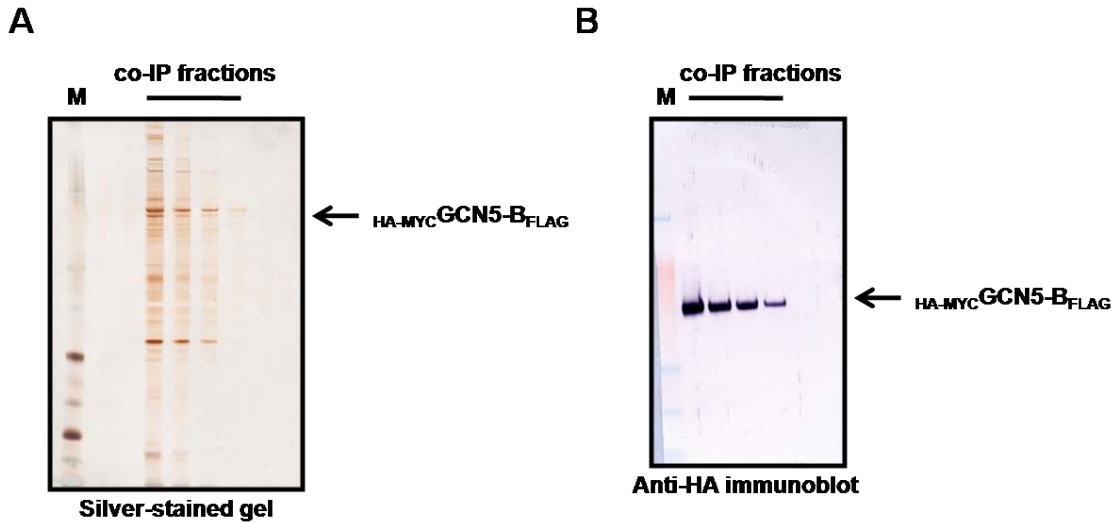 A
co-IP fractions
M
HA-MYCGCN5-BFLAG
Silver-stained gel
B
co-IP fractions
M
HA-MYCGCN5-BFLAG
Anti-HA immunoblot